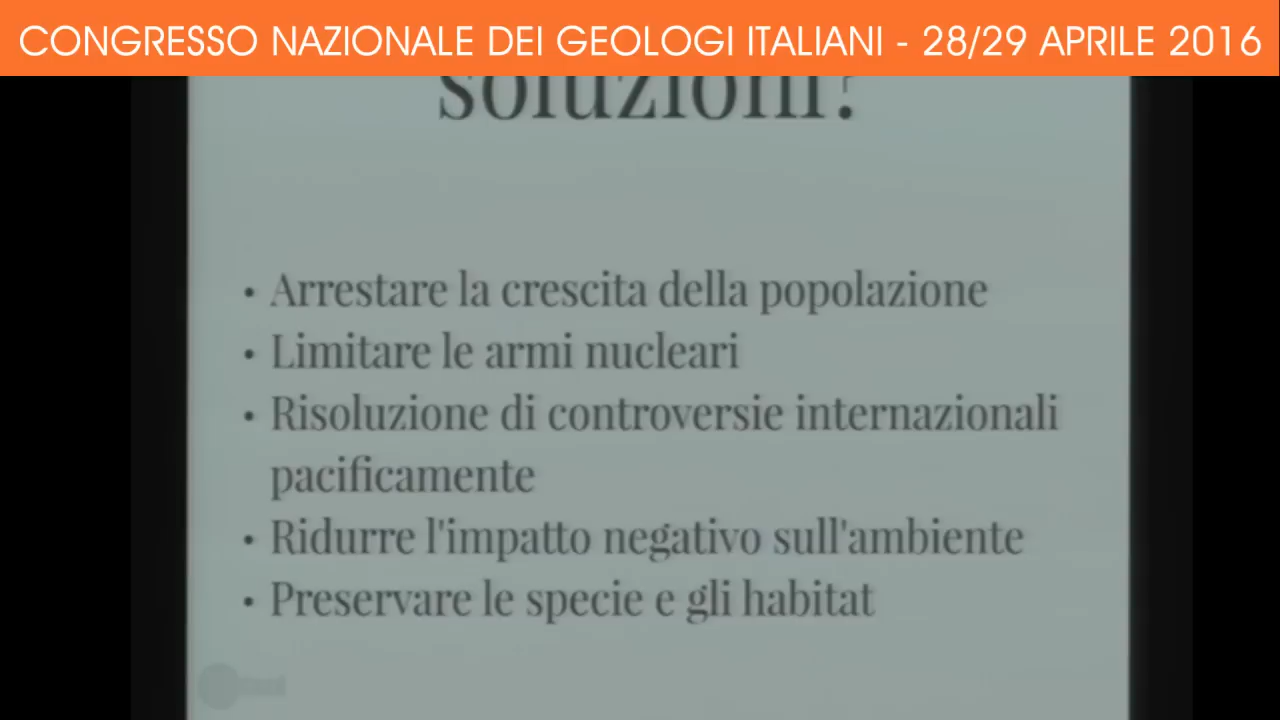 CONGRESSO NAZIONALE DEI GEOLOGI ITALIANI - 28/29 APRILE 2016
soluzioni?
• Arrestare la crescita della popolazione
• Limitare le armi nucleari
• Risoluzione di controversie internazionali
pacificamente
• Ridurre l'impatto negativo sull'ambiente
• Preservare le specie e gli habitat